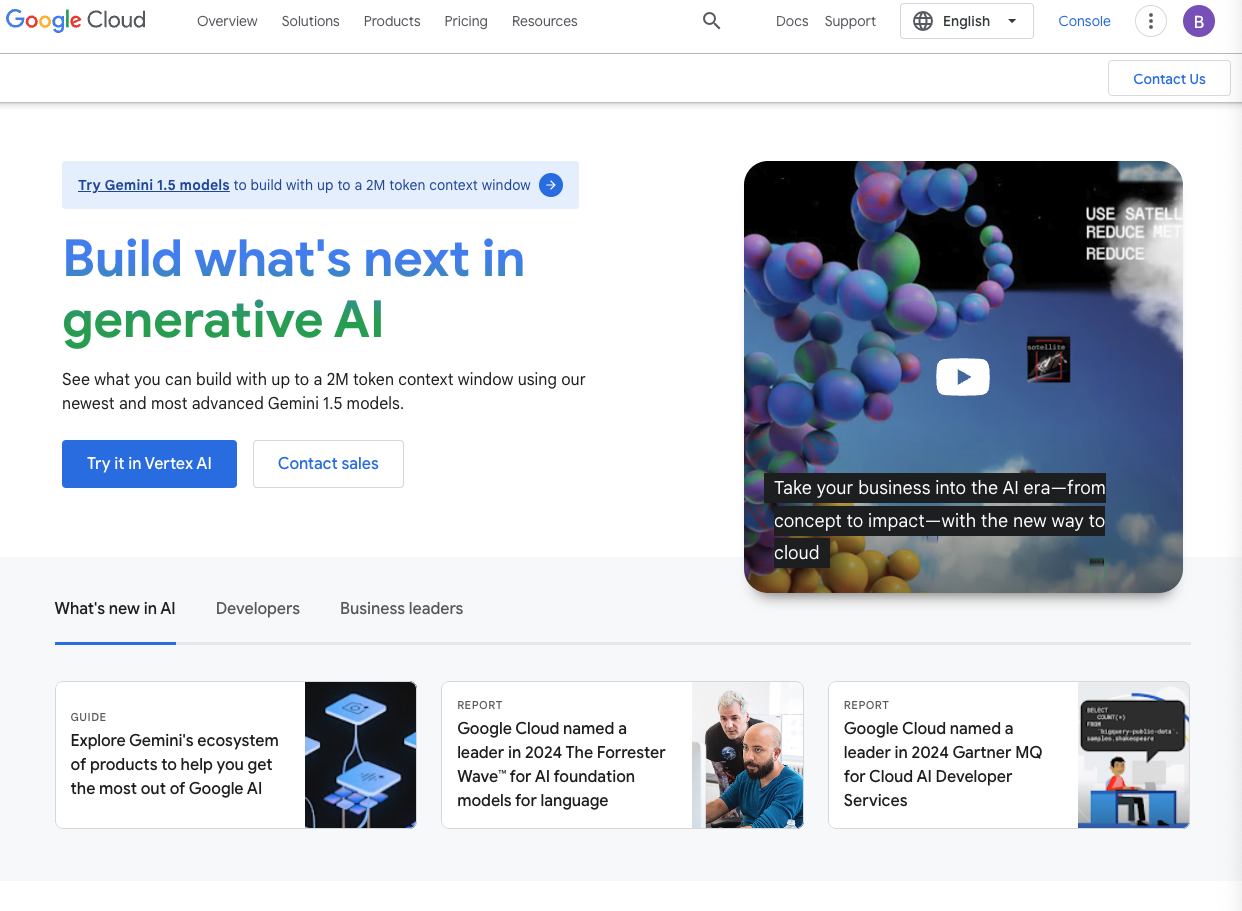 Google Cloud
Overview
Solutions
Products
Pricing
Resources
Docs
Support
English
Console
B
Contact Us
Try Gemini 1.5 models to build with up to a 2M token context window
Build what's next in
generative AI
See what you can build with up to a 2M token context window using our
newest and most advanced Gemini 1.5 models.
Try it in Vertex AI
Contact sales
USE SATELL
REDUCE MET
REDUCE
satellite
Take your business into the AI era—from
concept to impact—with the new way to
cloud
What's new in AI
Developers
Business leaders
GUIDE
Explore Gemini's ecosystem
of products to help you get
the most out of Google AI
REPORT
Google Cloud named a
leader in 2024 The Forrester
Wave™ for AI foundation
models for language
REPORT
Google Cloud named a
leader in 2024 Gartner MQ
for Cloud AI Developer
Services
SELECT
COUNT(*)
FROM
`bigquery-public-data`.
samples.shakespeare